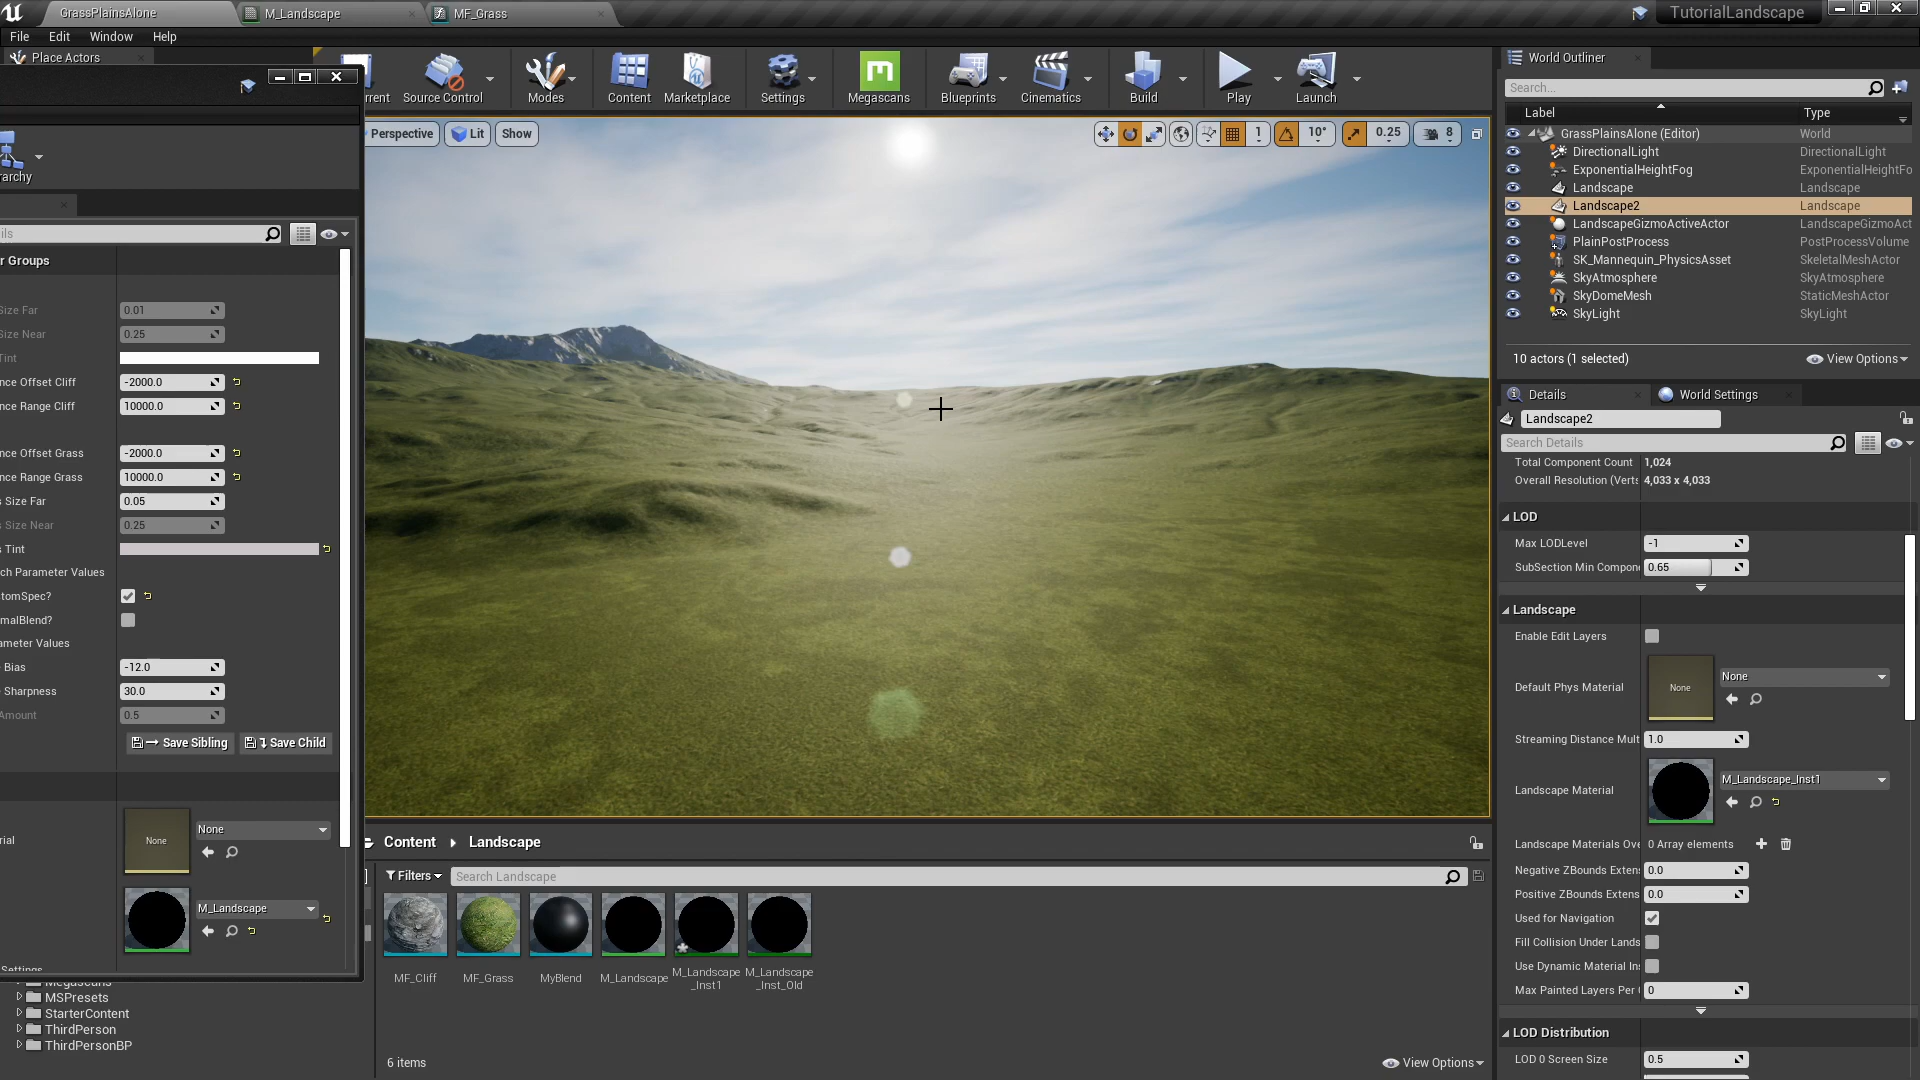 GrassPlainsAlone
M_Landscape
MF_Grass
TutorialLandscape
File Edit Window Help
Place Actors
rrent
Source Control
Modes
Content
Marketplace
Settings
Megascans
Blueprints
Cinematics
Build
Play
Launch
World Outliner
Search...
Label Type
GrassPlainsAlone (Editor) World
DirectionalLight DirectionalLight
ExponentialHeightFog ExponentialHeightFo
Landscape Landscape
Landscape2 Landscape
LandscapeGizmoActiveActor LandscapeGizmoAct
PlainPostProcess PostProcessVolume
SK_Mannequin_PhysicsAsset SkeletalMeshActor
SkyAtmosphere SkyAtmosphere
SkyDomeMesh StaticMeshActor
SkyLight SkyLight
10 actors (1 selected)
View Options
Perspective Lit Show
1 10° 0.25 8
rarchy
ils
r Groups
Size Far 0.01
Size Near 0.25
Tint
nce Offset Cliff -2000.0
nce Range Cliff 10000.0
nce Offset Grass -2000.0
nce Range Grass 10000.0
s Size Far 0.05
s Size Near 0.25
s Tint
ch Parameter Values
tomSpec?
malBlend?
ameter Values
Bias -12.0
Sharpness 30.0
Amount 0.5
Save Sibling Save Child
rial None None
M_Landscape
Settings
Megascans
MSPresets
StarterContent
ThirdPerson
ThirdPersonBP
Content Landscape
Filters
Search Landscape
MF_Cliff
MF_Grass
MyBlend
M_Landscape
M_Landscape
_Inst1
M_Landscape
_Inst_Old
6 items
View Options
Details
World Settings
Landscape2
Search Details
Total Component Count 1,024
Overall Resolution (Verts 4,033 x 4,033
LOD
Max LODLevel -1
SubSection Min Compone 0.65
Landscape
Enable Edit Layers
Default Phys Material None None
Streaming Distance Mult 1.0
Landscape Material M_Landscape_Inst1
Landscape Materials Ove 0 Array elements
Negative ZBounds Exten 0.0
Positive ZBounds Extens 0.0
Used for Navigation
Fill Collision Under Lands
Use Dynamic Material In
Max Painted Layers Per 0
LOD Distribution
LOD 0 Screen Size 0.5